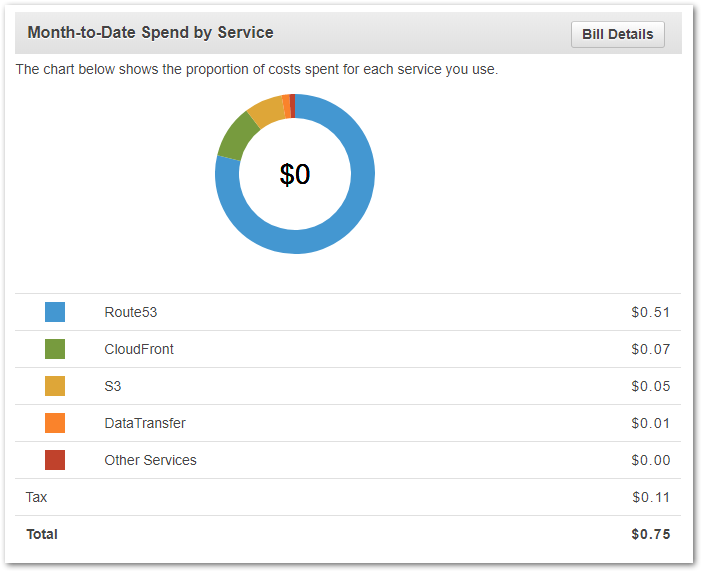 Month-to-Date Spend by Service
Bill Details
The chart below shows the proportion of costs spent for each service you use.
$0
Route53 $0.51
CloudFront $0.07
S3 $0.05
DataTransfer $0.01
Other Services $0.00
Tax $0.11
Total $0.75